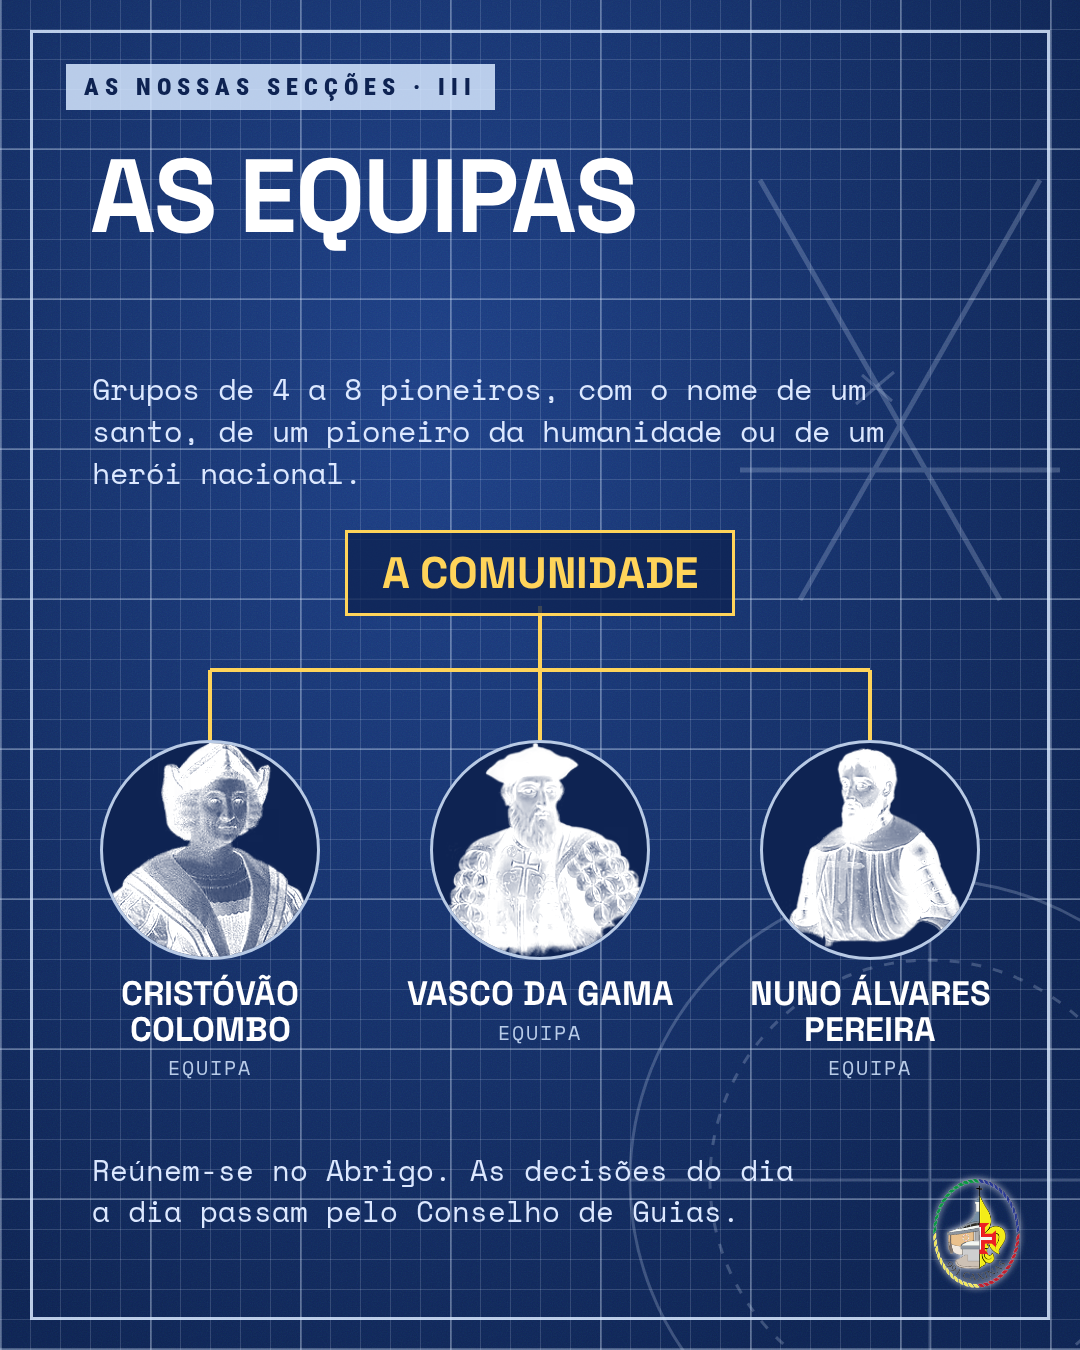 AS NOSSAS SECÇÕES · III
AS EQUIPAS
Grupos de 4 a 8 pioneiros, com o nome de um
santo, de um pioneiro da humanidade ou de um
herói nacional.
A COMUNIDADE
CRISTÓVÃO
COLOMBO
EQUIPA
VASCO DA GAMA
EQUIPA
NUNO ÁLVARES
PEREIRA
EQUIPA
Reúnem-se no Abrigo. As decisões do dia
a dia passam pelo Conselho de Guias.